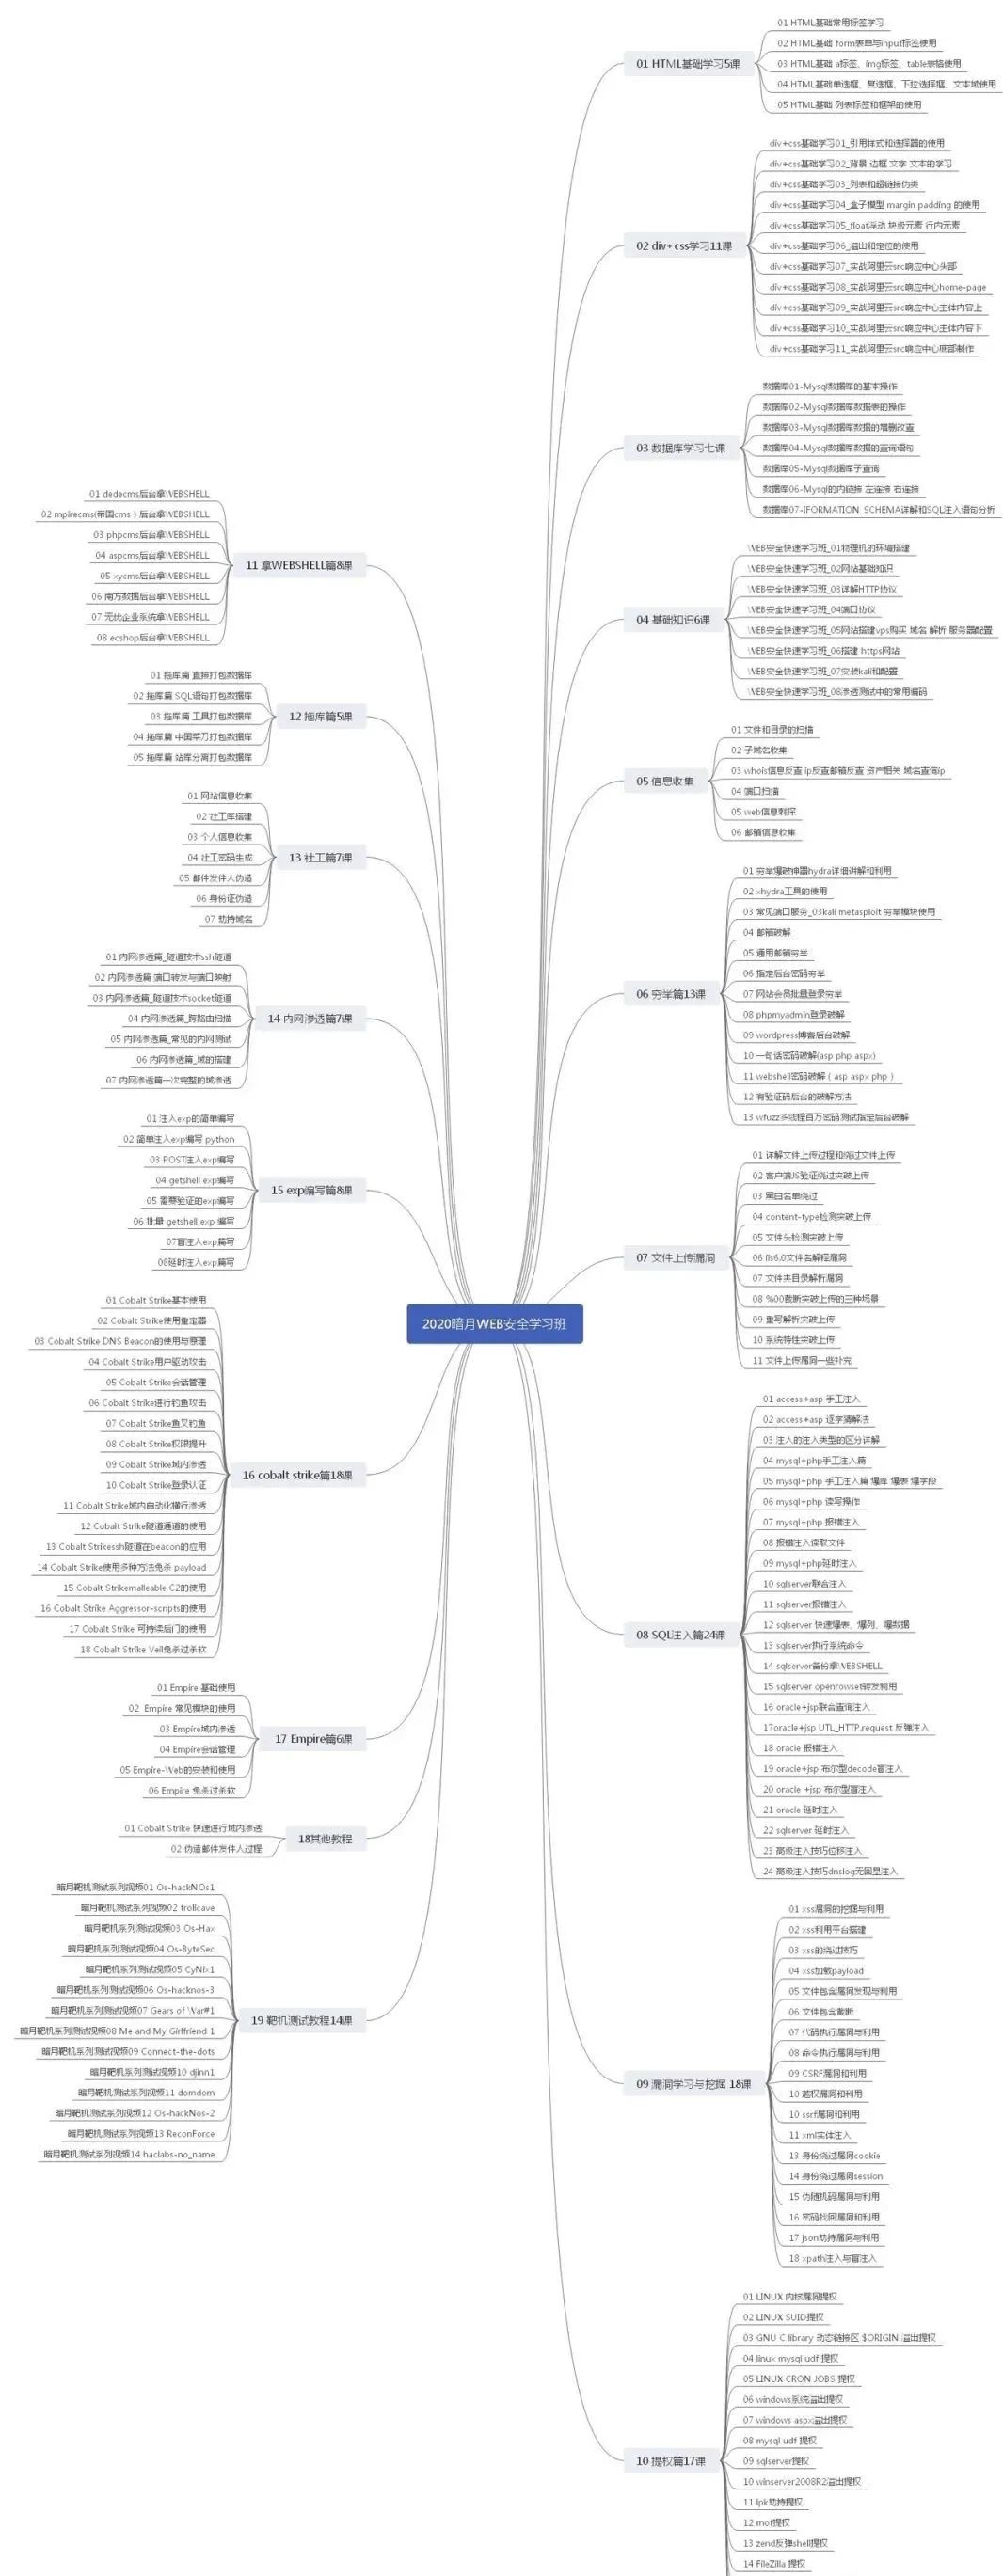 2020暗月WEB安全学习班
01 HTML基础学习5课
01 HTML基础常用标签学习
02 HTML基础 form表单与input标签使用
03 HTML基础 a标签、img标签、table表格使用
04 HTML基础单选框、复选框、下拉选择框、文本域使用
05 HTML基础 列表标签和框架的使用
02 div+css学习11课
div+css基础学习01_引用样式和选择器的使用
div+css基础学习02_背景 边框 文字 文本的学习
div+css基础学习03_列表和超链接伪类
div+css基础学习04_盒子模型 margin padding 的使用
div+css基础学习05_float浮动 块级元素 行内元素
div+css基础学习06_溢出和定位的使用
div+css基础学习07_实战阿里云src响应中心头部
div+css基础学习08_实战阿里云src响应中心home-page
div+css基础学习09_实战阿里云src响应中心主体内容上
div+css基础学习10_实战阿里云src响应中心主体内容下
div+css基础学习11_实战阿里云src响应中心底部制作
03 数据库学习七课
数据库01-Mysql数据库的基本操作
数据库02-Mysql数据库数据表的操作
数据库03-Mysql数据库数据的增删改查
数据库04-Mysql数据库数据的查询语句
数据库05-Mysql数据库子查询
数据库06-Mysql的内链接 左连接 右连接
数据库07-IFORMATION_SCHEMA详解和SQL注入语句分析
04 基础知识6课
WEB安全快速学习班_01物理机的环境搭建
WEB安全快速学习班_02网站基础知识
WEB安全快速学习班_03详解HTTP协议
WEB安全快速学习班_04端口协议
WEB安全快速学习班_05网站搭建vps购买 域名 解析 服务器配置
WEB安全快速学习班_06搭建 https网站
WEB安全快速学习班_07安装kali和配置
WEB安全快速学习班_08渗透测试中的常用编码
05 信息收集
01 文件和目录的扫描
02 子域名收集
03 whois信息反查 ip反查邮箱反查 资产相关 域名查询ip
04 端口扫描
05 web信息刺探
06 邮箱信息收集
06 穷举篇13课
01 穷举爆破神器hydra详细讲解和利用
02 xhydra工具的使用
03 常见端口服务_03kali metasploit 穷举模块使用
04 邮箱破解
05 通用邮箱穷举
06 指定后台密码穷举
07 网站会员批量登录穷举
08 phpmyadmin登录破解
09 wordpress博客后台破解
10 一句话密码破解(asp php aspx)
11 webshell密码破解 ( asp aspx php )
12 有验证码后台的破解方法
13 wfuzz多线程百万密码测试指定后台破解
07 文件上传漏洞
01 详解文件上传过程和绕过文件上传
02 客户端JS验证绕过突破上传
03 黑白名单绕过
04 content-type检测突破上传
05 文件头检测突破上传
06 iis6.0文件名解释漏洞
07 文件夹目录解析漏洞
08 %00截断突破上传的三种场景
09 重写解析突破上传
10 系统特性突破上传
11 文件上传漏洞一些补充
08 SQL注入篇24课
01 access+asp 手工注入
02 access+asp 逐字猜解法
03 注入的注入类型的区分详解
04 mysql+php手工注入篇
05 mysql+php 手工注入篇 爆库 爆表 爆字段
06 mysql+php 读写操作
07 mysql+php 报错注入
08 报错注入读取文件
09 mysql+php延时注入
10 sqlserver联合注入
11 sqlserver报错注入
12 sqlserver 快速爆表、爆列、爆数据
13 sqlserver执行系统命令
14 sqlserver备份拿WEBSHELL
15 sqlserver openrowset转发利用
16 oracle+jsp联合查询注入
17oracle+jsp UTL_HTTP.request 反弹注入
18 oracle 报错注入
19 oracle+jsp 布尔型decode盲注入
20 oracle +jsp 布尔型盲注入
21 oracle 延时注入
22 sqlserver 延时注入
23 高级注入技巧位移注入
24 高级注入技巧dnslog无回显注入
09 漏洞学习与挖掘 18课
01 xss漏洞的挖掘与利用
02 xss利用平台搭建
03 xss的绕过技巧
04 xss加载payload
05 文件包含漏洞发现与利用
06 文件包含截断
07 代码执行漏洞与利用
08 命令执行漏洞与利用
09 CSRF漏洞和利用
10 越权漏洞和利用
10 ssrf漏洞和利用
11 xml实体注入
13 身份绕过漏洞cookie
14 身份绕过漏洞session
15 伪随机码漏洞与利用
16 密码找回漏洞和利用
17 json劫持漏洞与利用
18 xpath注入与盲注入
10 提权篇17课
01 LINUX 内核漏洞提权
02 LINUX SUID提权
03 GNU C library 动态链接区 $ORIGIN 溢出提权
04 linux mysql udf 提权
05 LINUX CRON JOBS 提权
06 windows系统溢出提权
07 windows aspx溢出提权
08 mysql udf 提权
09 sqlserver提权
10 winserver2008R2溢出提权
11 lpk劫持提权
12 mof提权
13 zend反弹shell提权
14 FileZilla 提权
11 拿WEBSHELL篇8课
01 dedecms后台拿WEBSHELL
02 mpirecms(帝国cms ) 后台拿WEBSHELL
03 phpcms后台拿WEBSHELL
04 aspcms后台拿WEBSHELL
05 xycms后台拿WEBSHELL
06 南方数据后台拿WEBSHELL
07 无忧企业系统拿WEBSHELL
08 ecshop后台拿WEBSHELL
12 拖库篇5课
01 拖库篇 直接打包数据库
02 拖库篇 SQL语句打包数据库
03 拖库篇 工具打包数据库
04 拖库篇 中国菜刀打包数据库
05 拖库篇 站库分离打包数据库
13 社工篇7课
01 网站信息收集
02 社工库搭建
03 个人信息收集
04 社工密码生成
05 邮件发件人伪造
06 身份证伪造
07 劫持域名
14 内网渗透篇7课
01 内网渗透篇_隧道技术ssh隧道
02 内网渗透篇 端口转发与端口映射
03 内网渗透篇_隧道技术socket隧道
04 内网渗透篇_跨路由扫描
05 内网渗透篇_常见的内网测试
06 内网渗透篇_域的搭建
07 内网渗透篇一次完整的域渗透
15 exp编写篇8课
01 注入exp的简单编写
02 简单注入exp编写 python
03 POST注入exp编写
04 getshell exp编写
05 需要验证的exp编写
06 批量 getshell exp 编写
07盲注入exp篇写
08延时注入exp篇写
16 cobalt strike篇18课
01 Cobalt Strike基本使用
02 Cobalt Strike使用重定器
03 Cobalt Strike DNS Beacon的使用与原理
04 Cobalt Strike用户驱动攻击
05 Cobalt Strike会话管理
06 Cobalt Strike进行钓鱼攻击
07 Cobalt Strike鱼叉钓鱼
08 Cobalt Strike权限提升
09 Cobalt Strike域内渗透
10 Cobalt Strike登录认证
11 Cobalt Strike域内自动化横行渗透
12 Cobalt Strike隧道通道的使用
13 Cobalt Strikessh隧道在beacon的应用
14 Cobalt Strike使用多种方法免杀 payload
15 Cobalt Strikemalleable C2的使用
16 Cobalt Strike Aggressor-scripts的使用
17 Cobalt Strike 可持续后门的使用
18 Cobalt Strike Veil免杀过杀软
17 Empire篇6课
01 Empire 基础使用
02 Empire 常见模块的使用
03 Empire域内渗透
04 Empire会话管理
05 Empire-Web的安装和使用
06 Empire 免杀过杀软
18其他教程
01 Cobalt Strike 快速进行域内渗透
02 伪造邮件发件人过程
19 靶机测试教程14课
暗月靶机测试系列视频01 Os-hackNOs1
暗月靶机测试系列视频02 trollcave
暗月靶机系列测试视频03 Os-Hax
暗月靶机系列测试视频04 Os-ByteSec
暗月靶机系列测试视频05 CyNix1
暗月靶机系列测试视频06 Os-hacknos-3
暗月靶机系列测试视频07 Gears of War#1
暗月靶机系列测试视频08 Me and My Girlfriend 1
暗月靶机系列测试视频09 Connect-the-dots
暗月靶机系列测试视频10 djinn1
暗月靶机系列测试视频11 domdom
暗月靶机测试系列视频12 Os-hackNos-2
暗月靶机系列测试视频13 ReconForce
暗月靶机测试系列视频14 haclabs-no_name